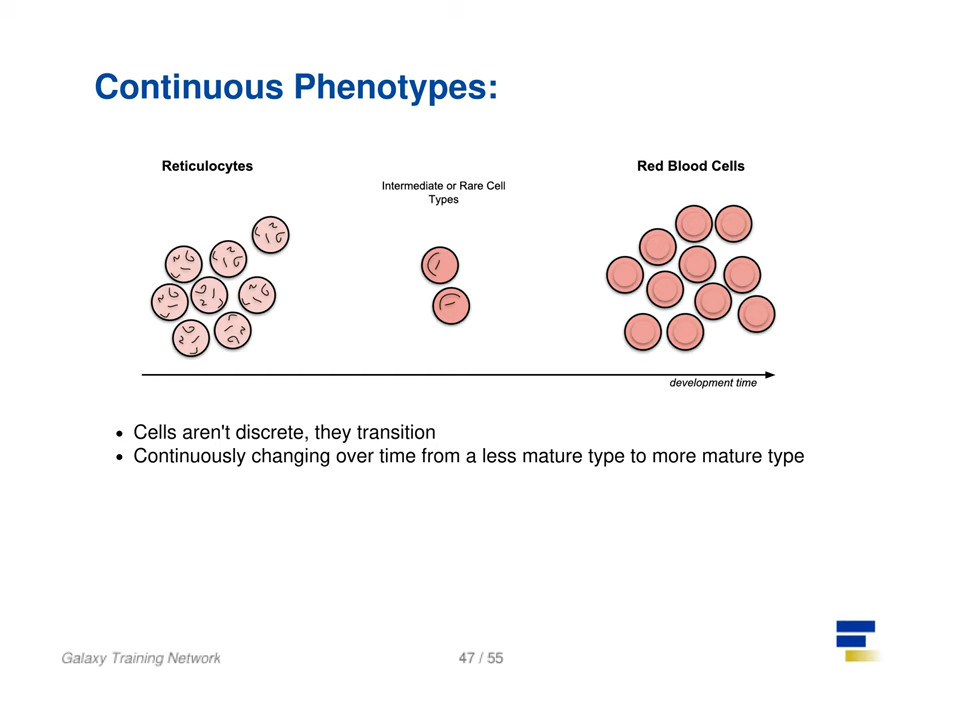 Continuous Phenotypes:
Reticulocytes
Intermediate or Rare Cell
Types
Red Blood Cells
development time
• Cells aren't discrete, they transition
• Continuously changing over time from a less mature type to more mature type
Galaxy Training Network
47 / 55